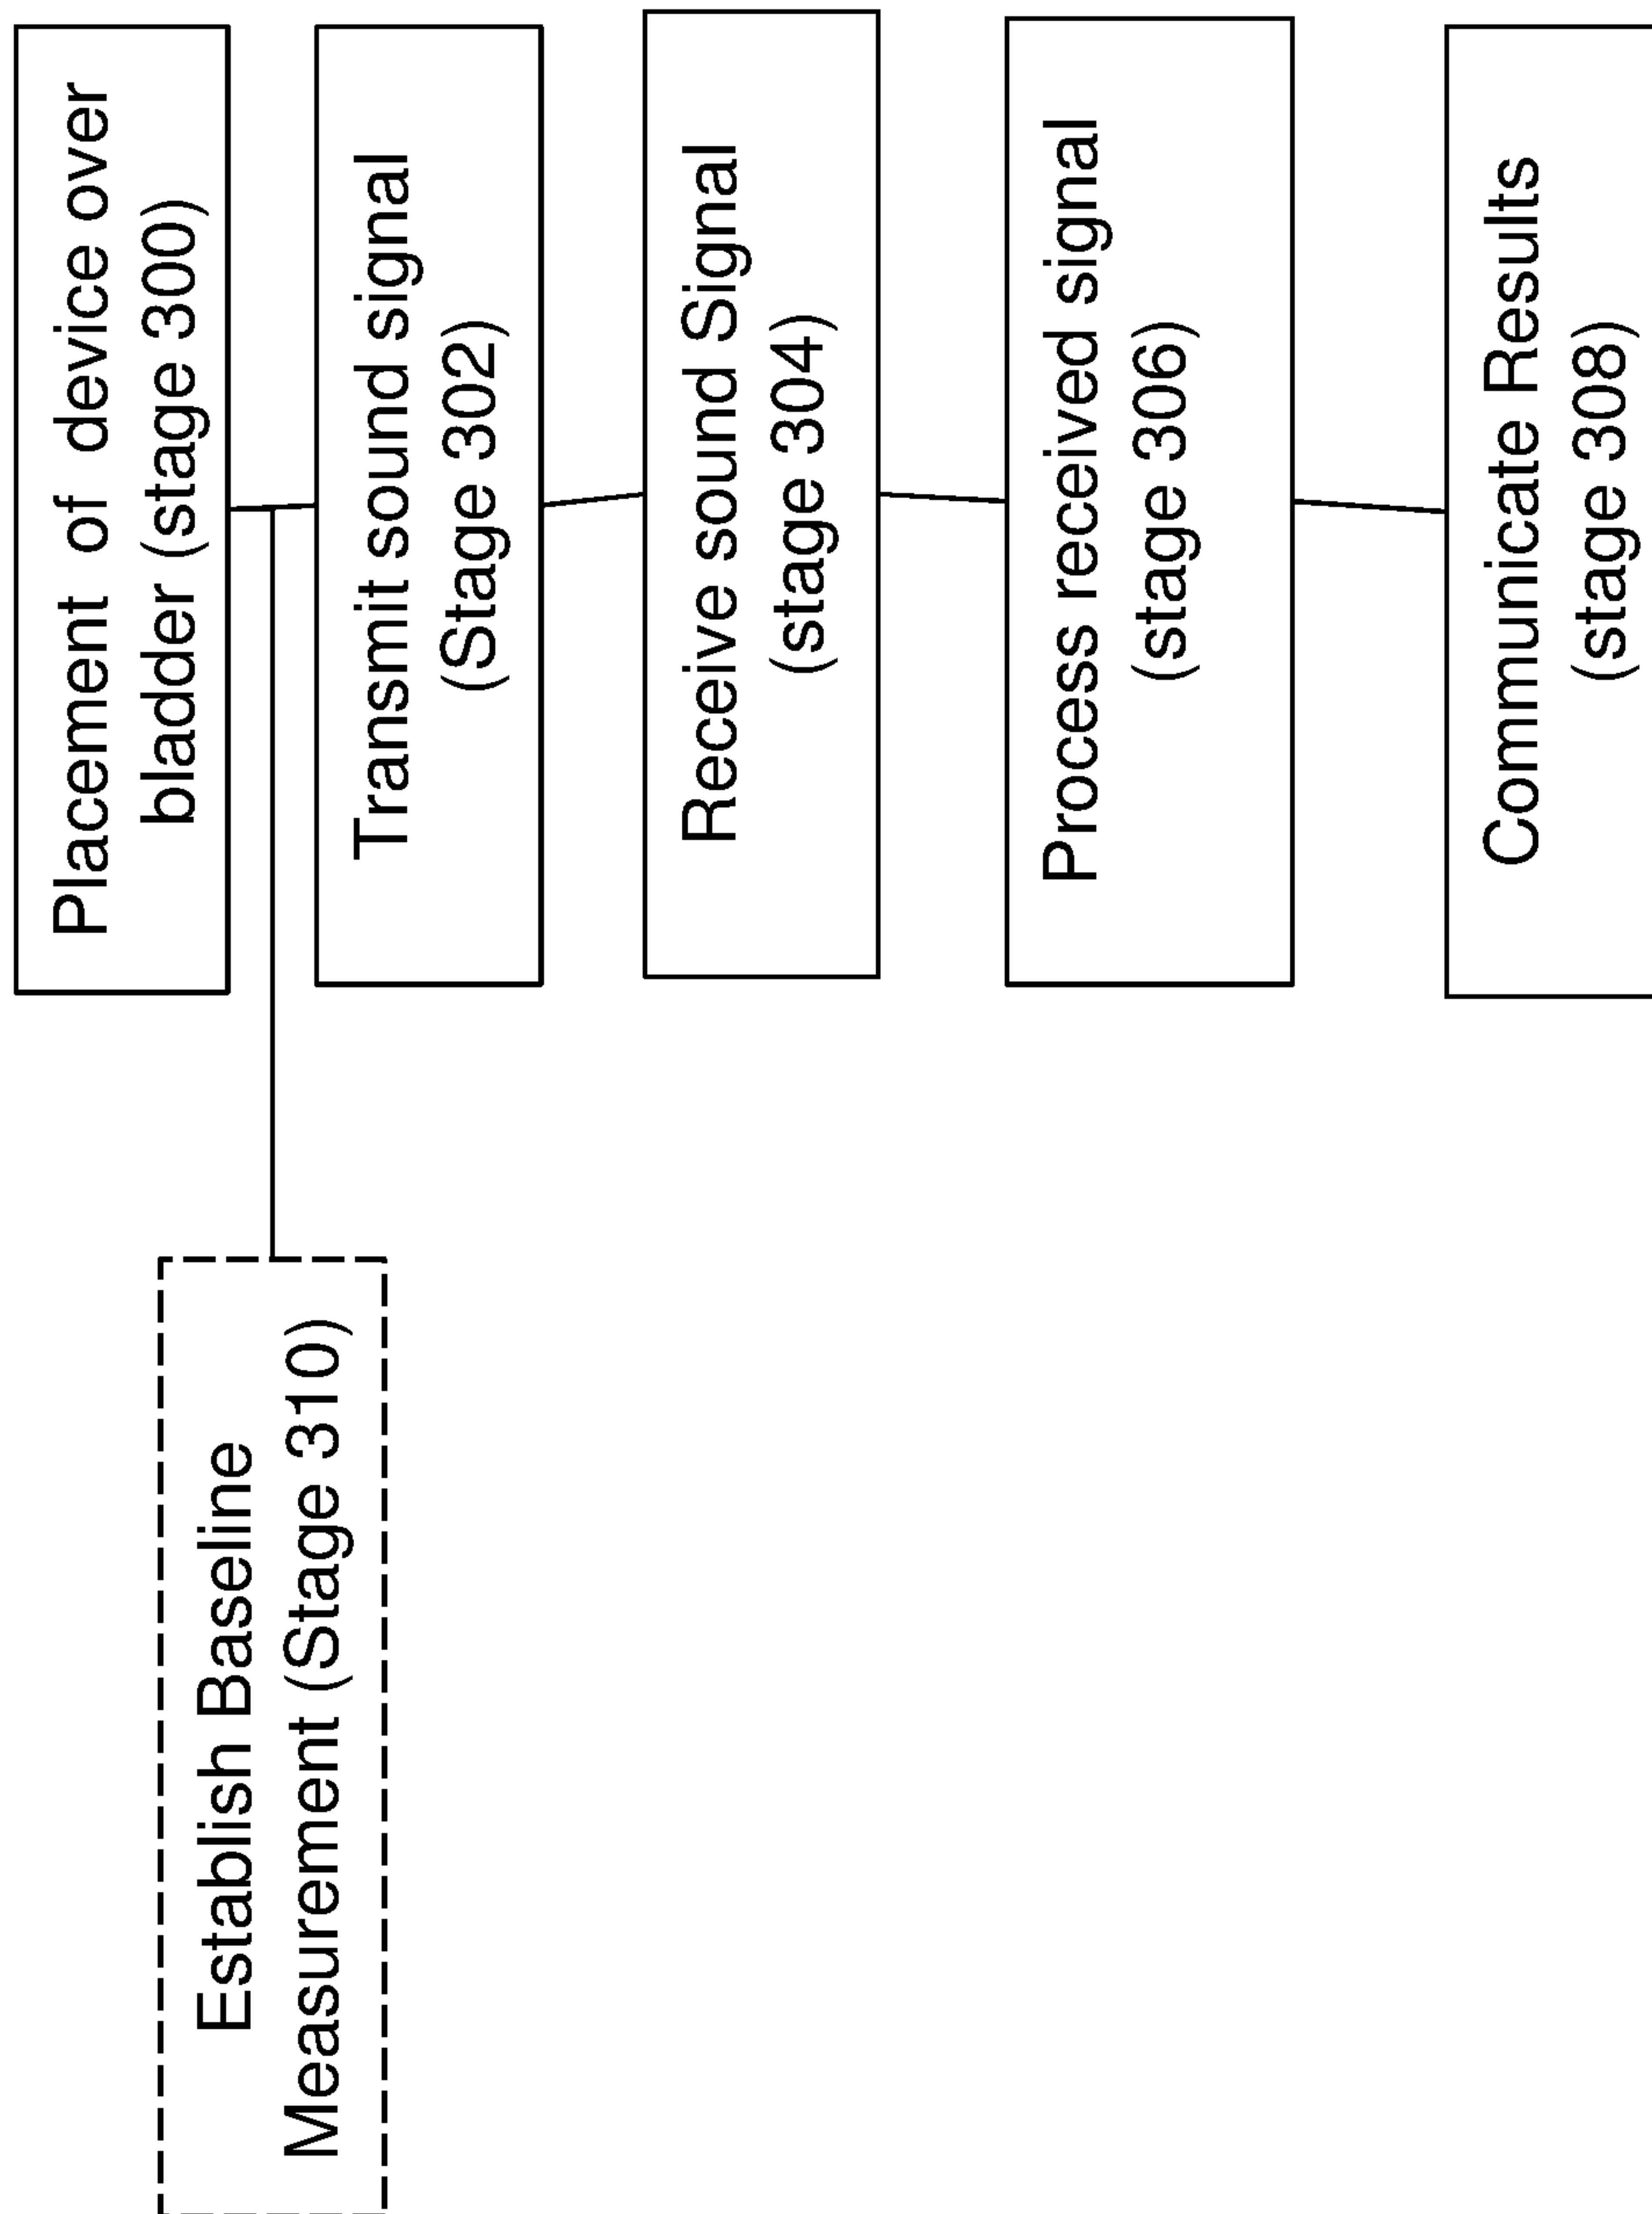 Placement of device over
bladder (stage 300)
Transmit sound signal
(Stage 302)
Receive sound Signal
(stage 304)
Process received signal
(stage 306)
Communicate Results
(stage 308)
Establish Baseline
Measurement (Stage 310)